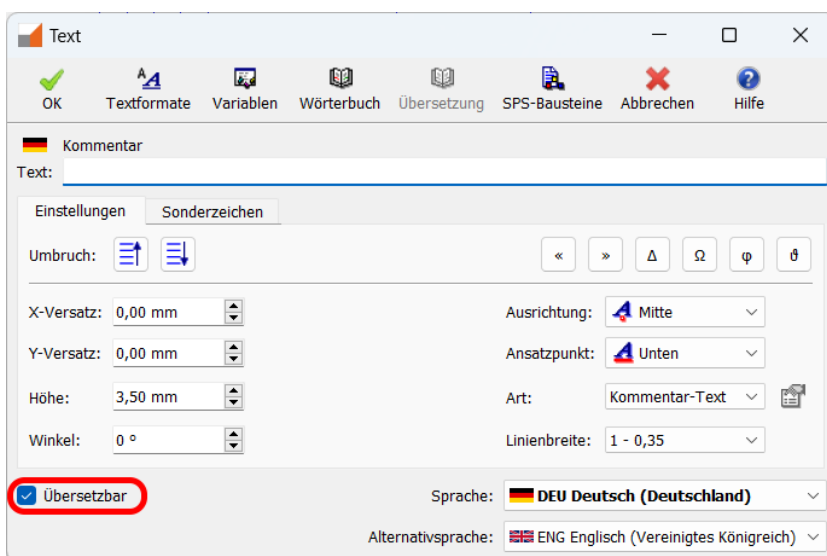 Text
OK Textformate Variablen Wörterbuch Übersetzung SPS-Bausteine Abbrechen Hilfe
Kommentar
Text:
Einstellungen Sonderzeichen
Umbruch: « » Δ Ω φ ϑ
X-Versatz: 0,00 mm Ausrichtung: Mitte
Y-Versatz: 0,00 mm Ansatzpunkt: Unten
Höhe: 3,50 mm Art: Kommentar-Text
Winkel: 0 ° Linienbreite: 1 - 0,35
Übersetzbar Sprache: DEU Deutsch (Deutschland)
Alternativsprache: ENG Englisch (Vereinigtes Königreich)